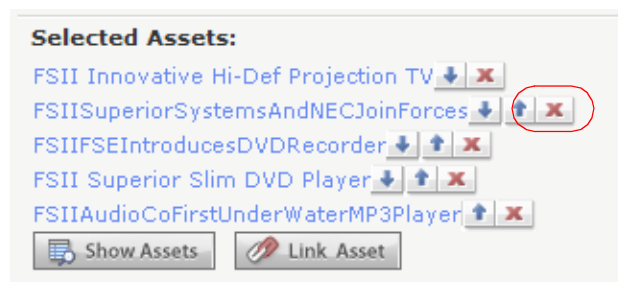 Selected Assets:
FSII Innovative Hi-Def Projection TV
FSIISuperiorSystemsAndNECJoinForces
FSIIFSEIntroducesDVDRecorder
FSII Superior Slim DVD Player
FSIIAudioCoFirstUnderWaterMP3Player
Show Assets Link Asset